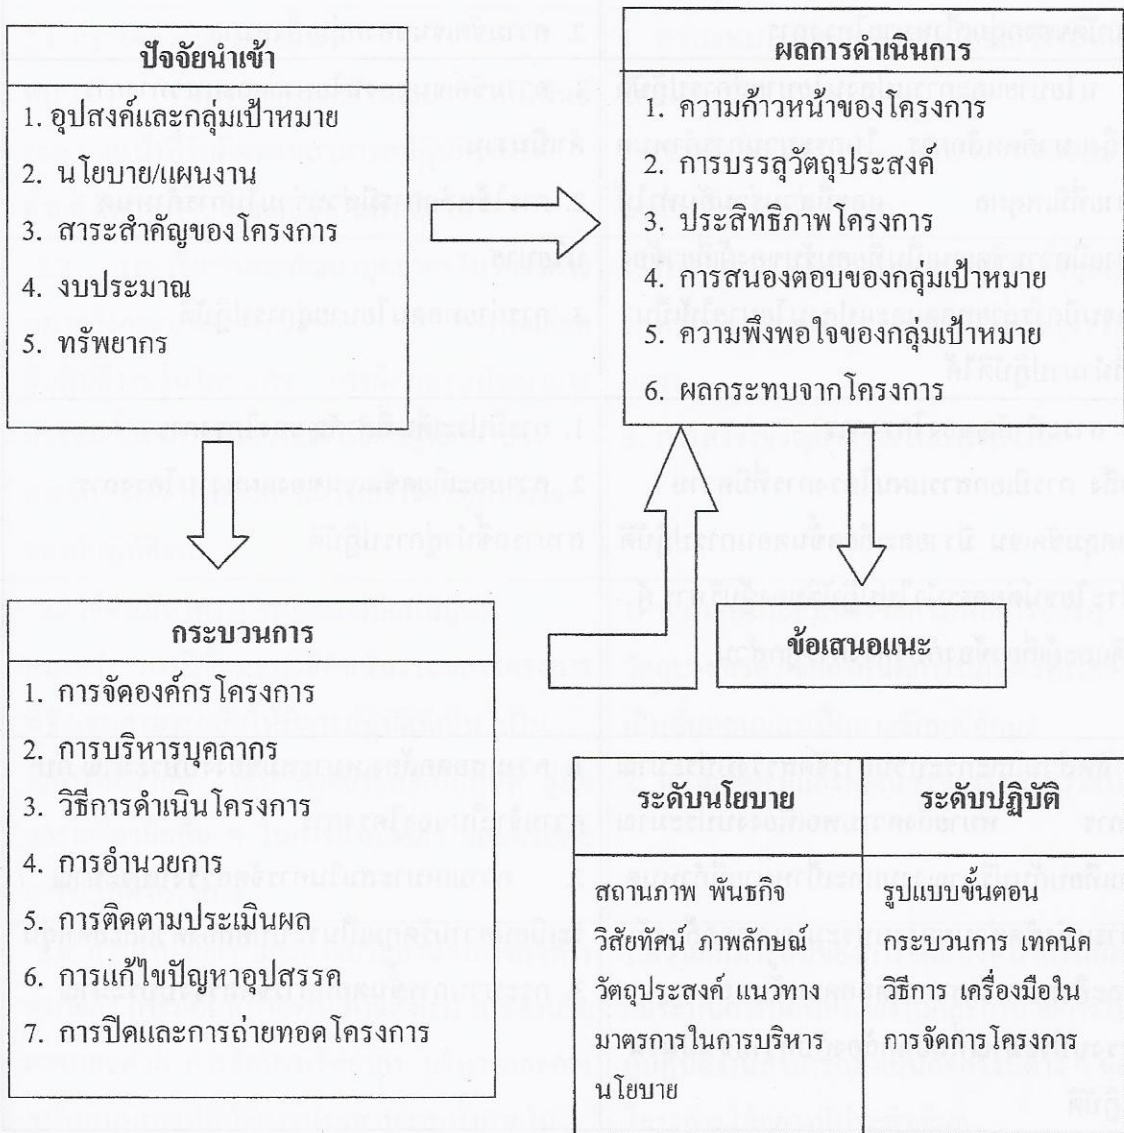 ปัจจัยนำเข้า
1. อุปสงค์และกลุ่มเป้าหมาย
2. นโยบาย/แผนงาน
3. สาระสำคัญของโครงการ
4. งบประมาณ
5. ทรัพยากร
ผลการดำเนินการ
1. ความก้าวหน้าของโครงการ
2. การบรรลุวัตถุประสงค์
3. ประสิทธิภาพโครงการ
4. การสนองตอบของกลุ่มเป้าหมาย
5. ความพึงพอใจของกลุ่มเป้าหมาย
6. ผลกระทบจากโครงการ
กระบวนการ
1. การจัดองค์กรโครงการ
2. การบริหารบุคลากร
3. วิธีการดำเนินโครงการ
4. การอำนวยการ
5. การติดตามประเมินผล
6. การแก้ไขปัญหาอุปสรรค
7. การปิดและการถ่ายทอดโครงการ
ข้อเสนอแนะ
ระดับนโยบาย
สถานภาพ พันธกิจ
วิสัยทัศน์ ภาพลักษณ์
วัตถุประสงค์ แนวทาง
มาตรการในการบริหาร
นโยบาย
ระดับปฏิบัติ
รูปแบบขั้นตอน
กระบวนการ เทคนิค
วิธีการ เครื่องมือใน
การจัดการโครงการ